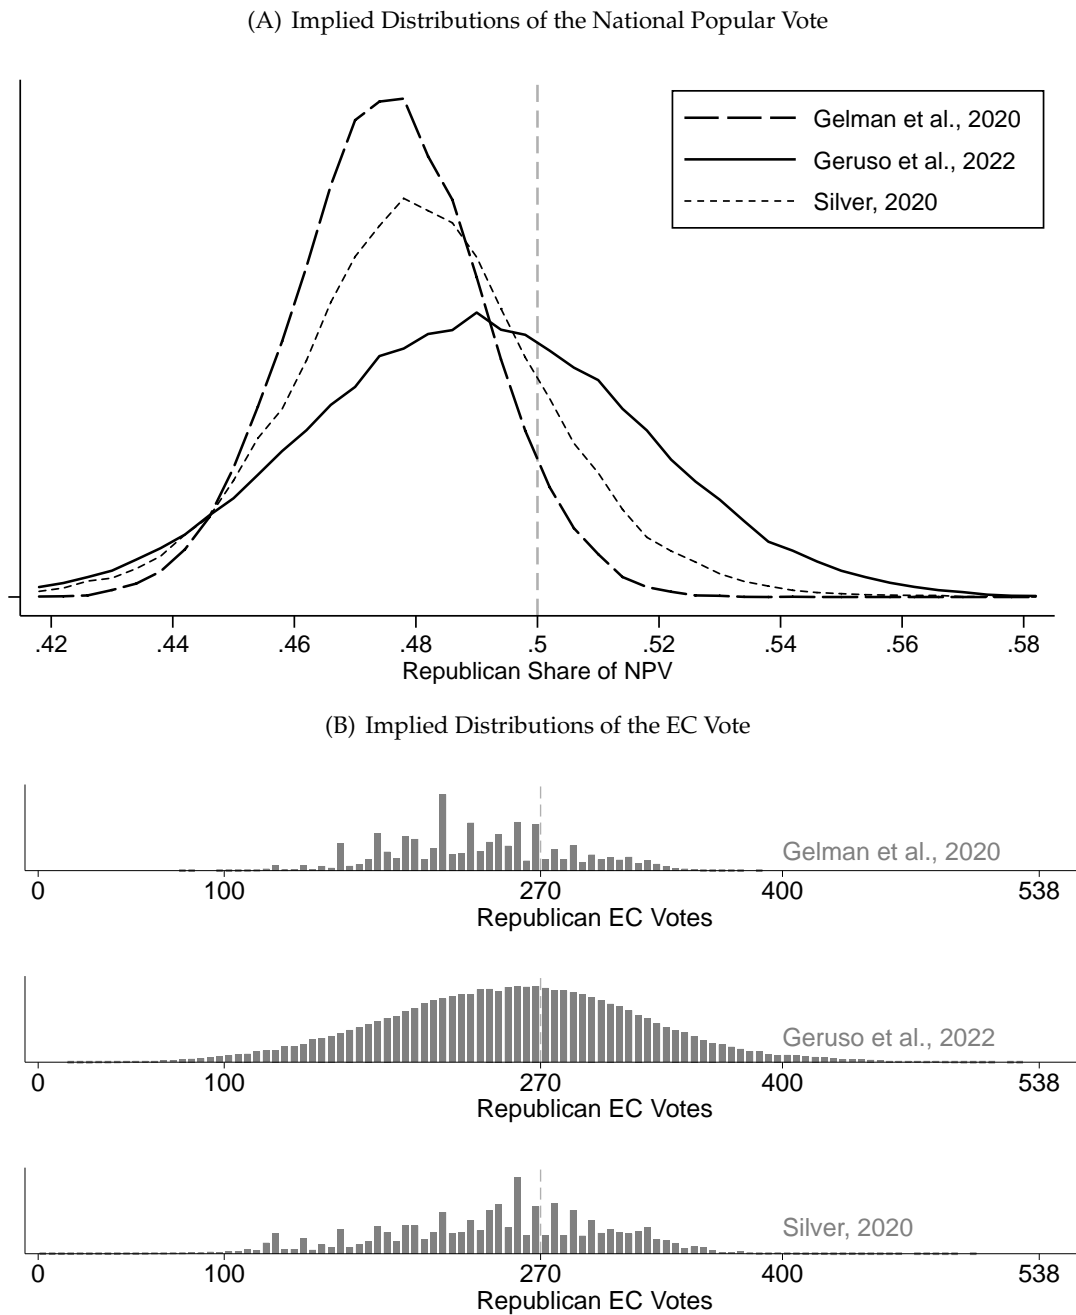 (A) Implied Distributions of the National Popular Vote
Gelman et al., 2020
Geruso et al., 2022
Silver, 2020
.42 .44 .46 .48 .5 .52 .54 .56 .58
Republican Share of NPV
(B) Implied Distributions of the EC Vote
Gelman et al., 2020
0 100 270 400 538
Republican EC Votes
Geruso et al., 2022
0 100 270 400 538
Republican EC Votes
Silver, 2020
0 100 270 400 538
Republican EC Votes